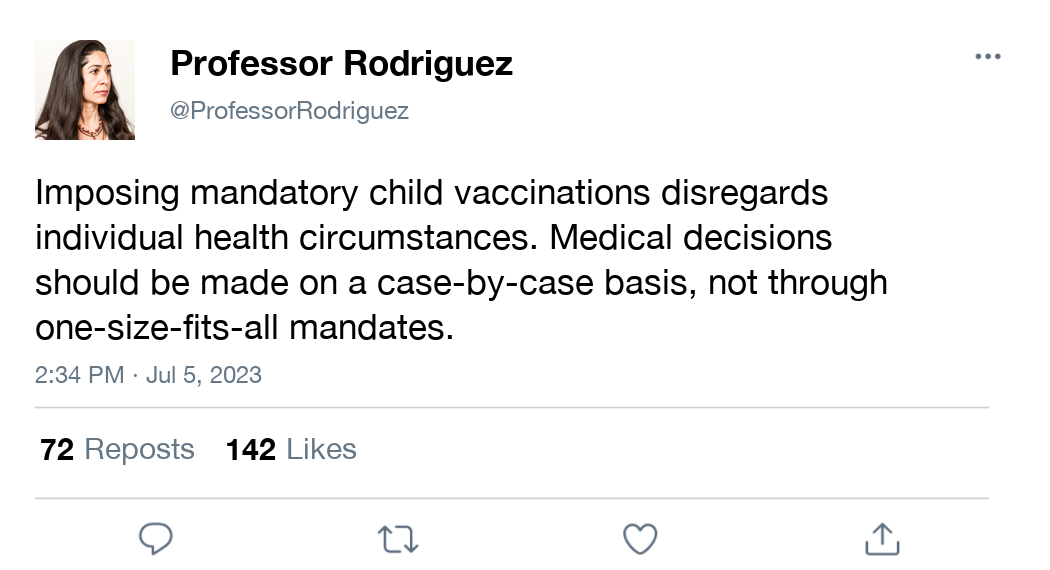 Professor Rodriguez
@ProfessorRodriguez
Imposing mandatory child vaccinations disregards
individual health circumstances. Medical decisions
should be made on a case-by-case basis, not through
one-size-fits-all mandates.
2:34 PM · Jul 5, 2023
72 Reposts 142 Likes